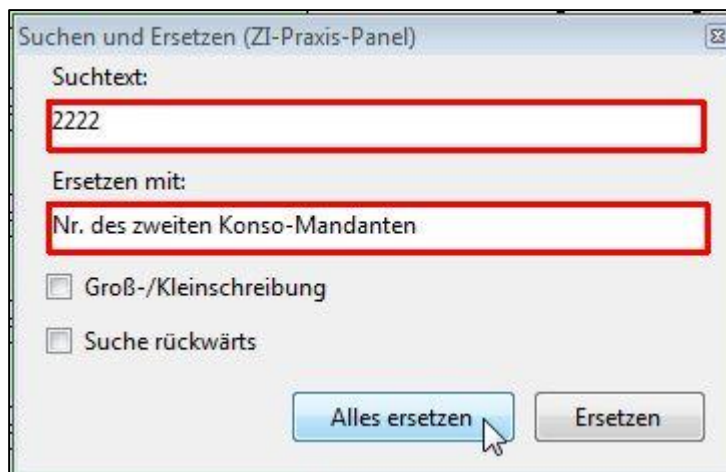 Suchen und Ersetzen (ZI-Praxis-Panel)
Suchtext:
2222
Ersetzen mit:
Nr. des zweiten Konso-Mandanten
Groß-/Kleinschreibung
Suche rückwärts
Alles ersetzen Ersetzen